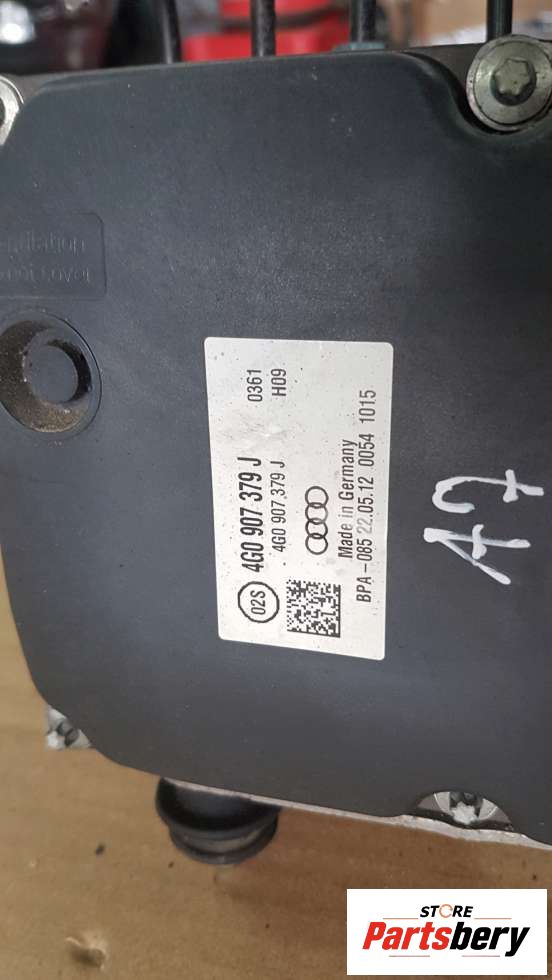 02S 4G0 907 379 J 0361
4G0 907 379 J H09
Made in Germany
BPA-085 22.05.12 0054 1015
A7
STORE
Partsbery